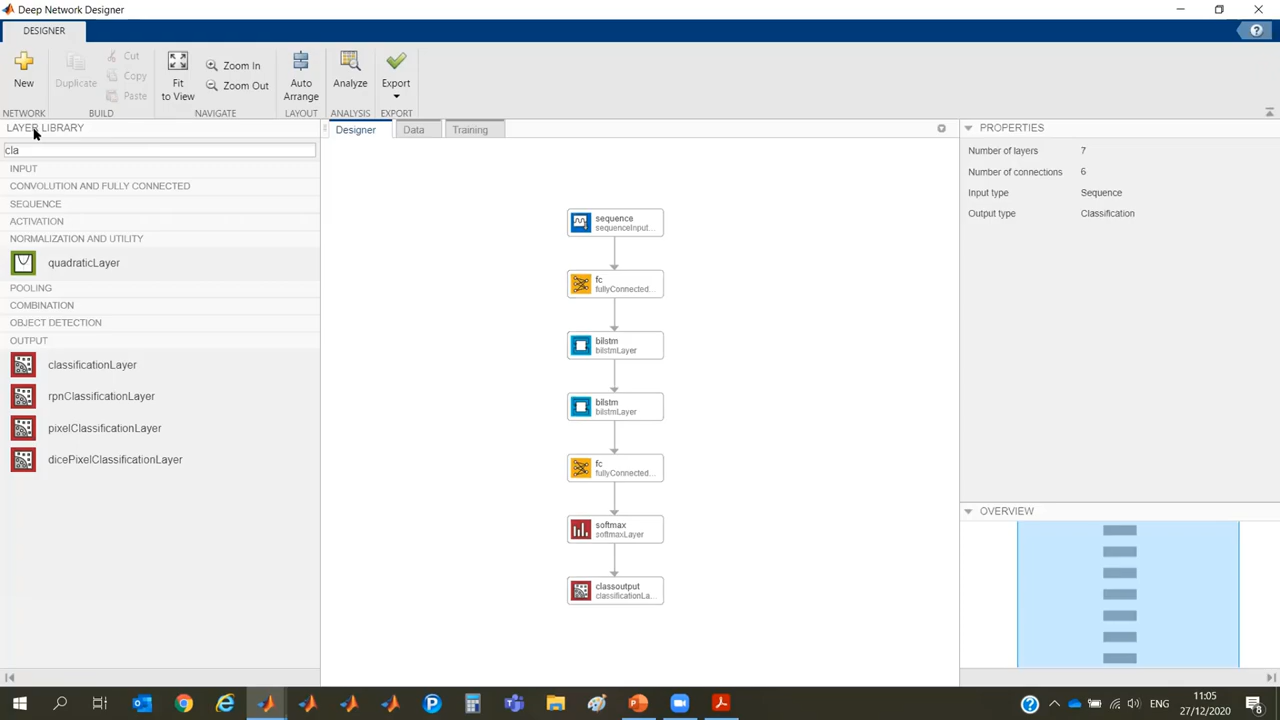 Deep Network Designer
DESIGNER
New
Duplicate
Cut
Copy
Paste
Fit
to View
Zoom In
Zoom Out
Auto
Arrange
Analyze
Export
NETWORK
BUILD
NAVIGATE
LAYOUT
ANALYSIS
EXPORT
LAYER LIBRARY
cla
INPUT
CONVOLUTION AND FULLY CONNECTED
SEQUENCE
ACTIVATION
NORMALIZATION AND UTILITY
quadraticLayer
POOLING
COMBINATION
OBJECT DETECTION
OUTPUT
classificationLayer
rpnClassificationLayer
pixelClassificationLayer
dicePixelClassificationLayer
Designer
Data
Training
sequence
sequenceInput...
fc
fullyConnected...
bilstm
bilstmLayer
bilstm
bilstmLayer
fc
fullyConnected...
softmax
softmaxLayer
classoutput
classificationLa...
PROPERTIES
Number of layers 7
Number of connections 6
Input type Sequence
Output type Classification
OVERVIEW
ENG
11:05
27/12/2020
8